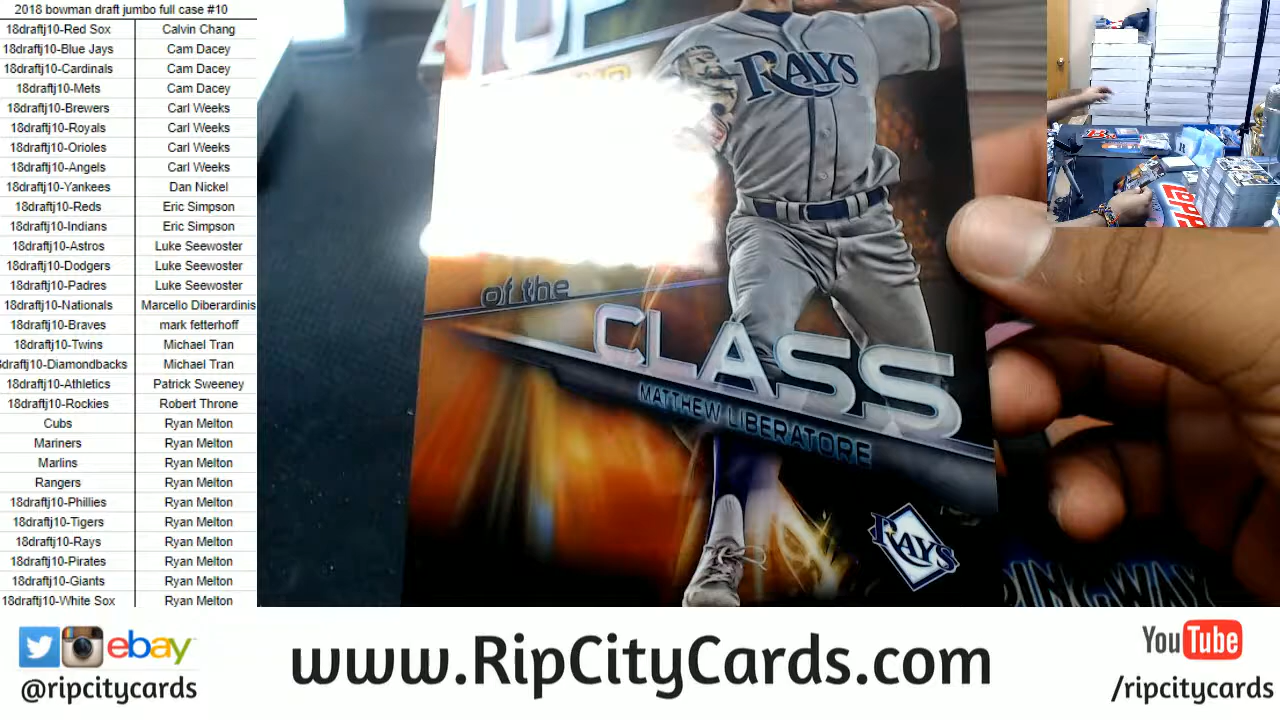 2018 bowman draft jumbo full case #10
18draftj10-Red Sox Calvin Chang
18draftj10-Blue Jays Cam Dacey
18draftj10-Cardinals Cam Dacey
18draftj10-Mets Cam Dacey
18draftj10-Brewers Carl Weeks
18draftj10-Royals Carl Weeks
18draftj10-Orioles Carl Weeks
18draftj10-Angels Carl Weeks
18draftj10-Yankees Dan Nickel
18draftj10-Reds Eric Simpson
18draftj10-Indians Eric Simpson
18draftj10-Astros Luke Seewoster
18draftj10-Dodgers Luke Seewoster
18draftj10-Padres Luke Seewoster
18draftj10-Nationals Marcello Diberardinis
18draftj10-Braves mark fetterhoff
18draftj10-Twins Michael Tran
8draftj10-Diamondbacks Michael Tran
18draftj10-Athletics Patrick Sweeney
18draftj10-Rockies Robert Throne
Cubs Ryan Melton
Mariners Ryan Melton
Marlins Ryan Melton
Rangers Ryan Melton
18draftj10-Phillies Ryan Melton
18draftj10-Tigers Ryan Melton
18draftj10-Rays Ryan Melton
18draftj10-Pirates Ryan Melton
18draftj10-Giants Ryan Melton
18draftj10-White Sox Ryan Melton
TOP
RAYS
of the
CLASS
MATTHEW LIBERATORE
RAYS
TOPPS
ebay
@ripcitycards
www.RipCityCards.com
YouTube
/ripcitycards